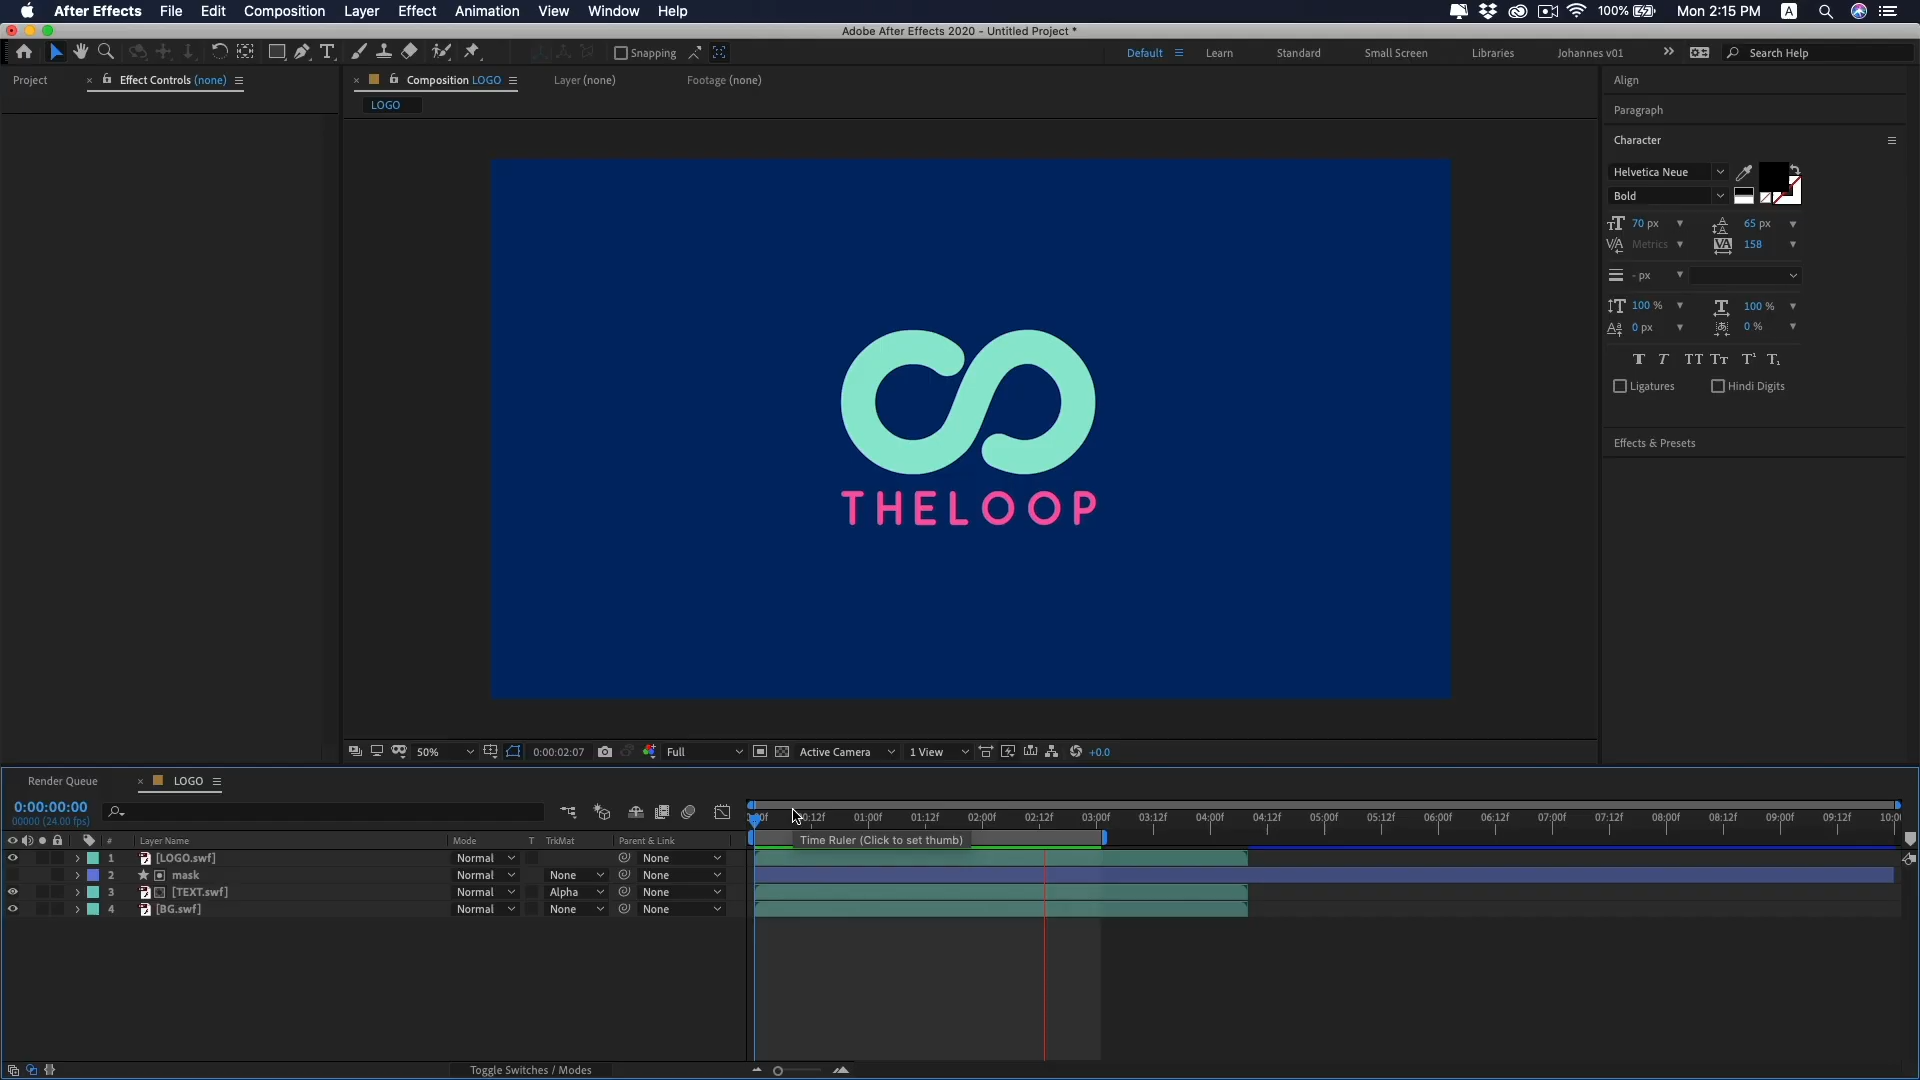 After Effects File Edit Composition Layer Effect Animation View Window Help 100% Mon 2:15 PM A
Adobe After Effects 2020 - Untitled Project *
Snapping Default Learn Standard Small Screen Libraries Johannes v01 Search Help
Project Effect Controls (none) Composition LOGO Layer (none) Footage (none) Align
LOGO
Paragraph
Character
Helvetica Neue
Bold
70 px 65 px
Metrics 158
- px
100 % 100 %
0 px 0 %
T T TT Tr T¹ T₁
Ligatures Hindi Digits
Effects & Presets
THELOOP
50% 0:00:02:07 Full Active Camera 1 View +0.0
Render Queue LOGO
0:00:00:00
00000 (24.00 fps)
00:12f 01:00f 01:12f 02:00f 02:12f 03:00f 03:12f 04:00f 04:12f 05:00f 05:12f 06:00f 06:12f 07:00f 07:12f 08:00f 08:12f 09:00f 09:12f
# Layer Name Mode T TrkMat Parent & Link
Time Ruler (Click to set thumb)
1 [LOGO.swf] Normal None
2 mask Normal None None
3 [TEXT.swf] Normal Alpha None
4 [BG.swf] Normal None None
Toggle Switches / Modes